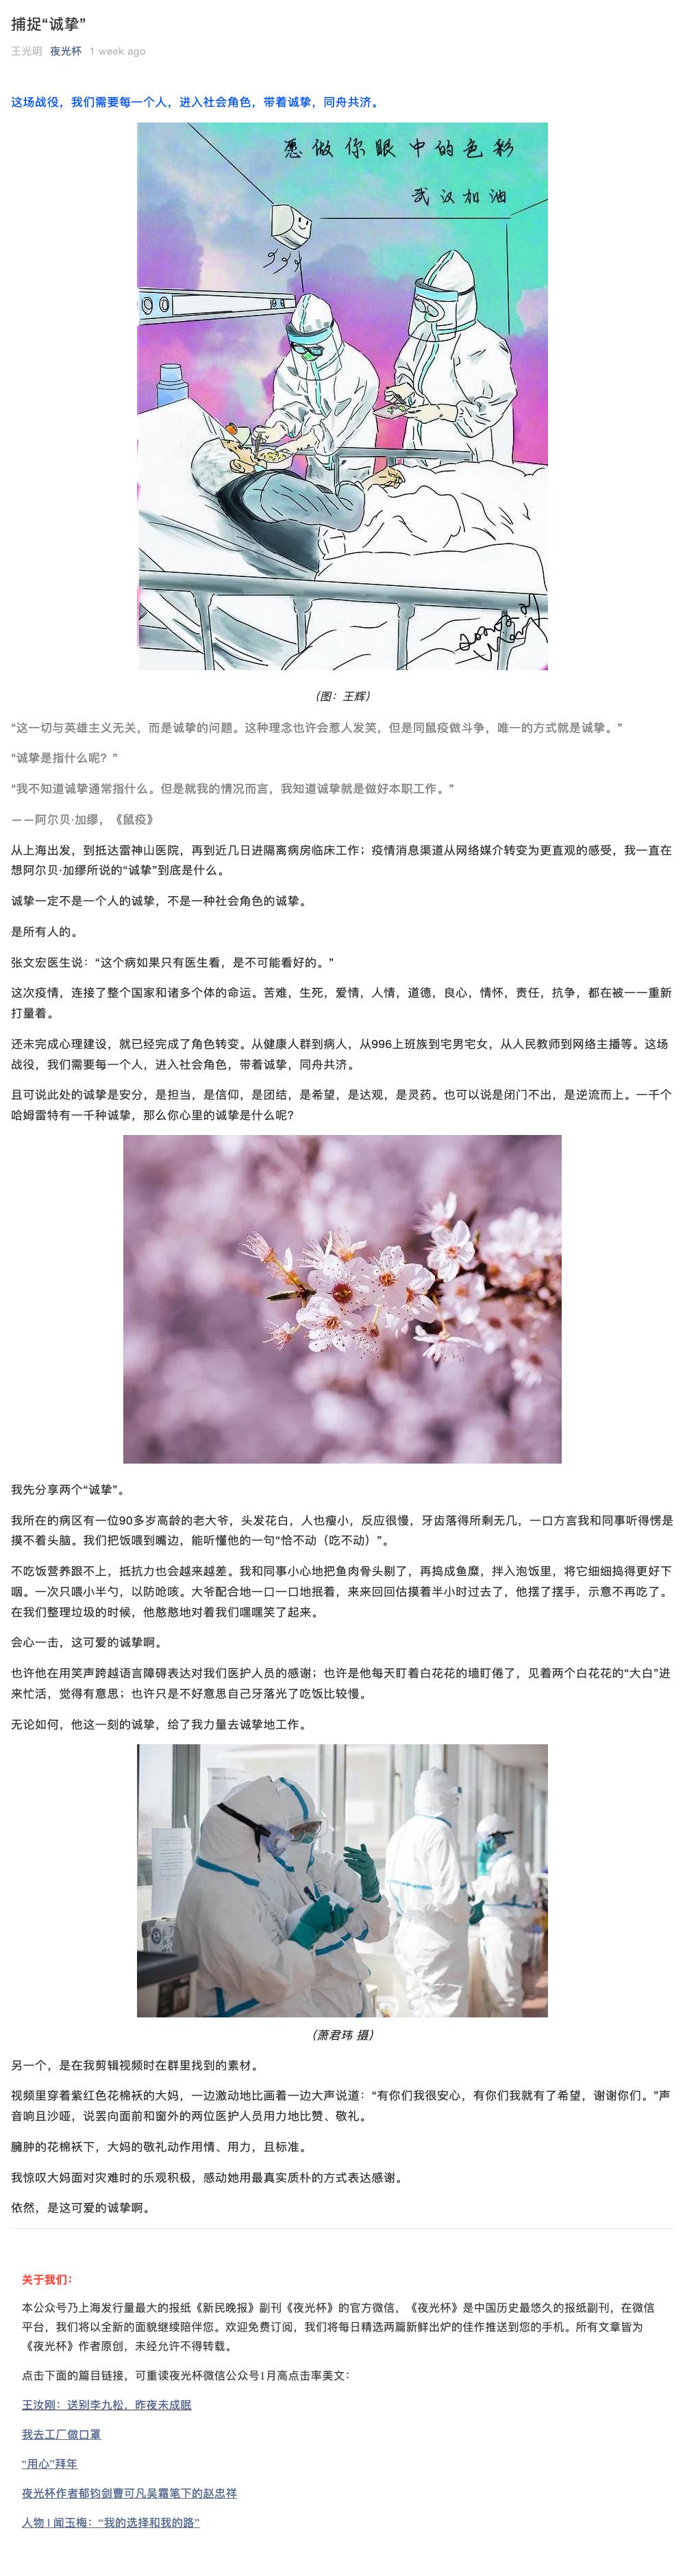 捕捉“诚挚”
王光明 夜光杯 1 week ago
这场战役，我们需要每一个人，进入社会角色，带着诚挚，同舟共济。
愿做你眼中的色彩
武汉加油
（图：王辉）
“这一切与英雄主义无关，而是诚挚的问题。这种理念也许会惹人发笑，但是同鼠疫做斗争，唯一的方式就是诚挚。”
“诚挚是指什么呢？”
“我不知道诚挚通常指什么。但是就我的情况而言，我知道诚挚就是做好本职工作。”
——阿尔贝·加缪，《鼠疫》
从上海出发，到抵达雷神山医院，再到近几日进隔离病房临床工作；疫情消息渠道从网络媒介转变为更直观的感受，我一直在
想阿尔贝·加缪所说的“诚挚”到底是什么。
诚挚一定不是一个人的诚挚，不是一种社会角色的诚挚。
是所有人的。
张文宏医生说：“这个病如果只有医生看，是不可能看好的。”
这次疫情，连接了整个国家和诸多个体的命运。苦难，生死，爱情，人情，道德，良心，情怀，责任，抗争，都在被一一重新
打量着。
还未完成心理建设，就已经完成了角色转变。从健康人群到病人，从996上班族到宅男宅女，从人民教师到网络主播等。这场
战役，我们需要每一个人，进入社会角色，带着诚挚，同舟共济。
且可说此处的诚挚是安分，是担当，是信仰，是团结，是希望，是达观，是灵药。也可以说是闭门不出，是逆流而上。一千个
哈姆雷特有一千种诚挚，那么你心里的诚挚是什么呢?
我先分享两个“诚挚”。
我所在的病区有一位90多岁高龄的老大爷，头发花白，人也瘦小，反应很慢，牙齿落得所剩无几，一口方言我和同事听得愣是
摸不着头脑。我们把饭喂到嘴边，能听懂他的一句“恰不动（吃不动）”。
不吃饭营养跟不上，抵抗力也会越来越差。我和同事小心地把鱼肉骨头剔了，再捣成鱼糜，拌入泡饭里，将它细细捣得更好下
咽。一次只喂小半勺，以防呛咳。大爷配合地一口一口地抿着，来来回回估摸着半小时过去了，他摆了摆手，示意不再吃了。
在我们整理垃圾的时候，他憨憨地对着我们嘿嘿笑了起来。
会心一击，这可爱的诚挚啊。
也许他在用笑声跨越语言障碍表达对我们医护人员的感谢；也许是他每天盯着白花花的墙盯倦了，见着两个白花花的“大白”进
来忙活，觉得有意思；也许只是不好意思自己牙落光了吃饭比较慢。
无论如何，他这一刻的诚挚，给了我力量去诚挚地工作。
（萧君玮 摄）
另一个，是在我剪辑视频时在群里找到的素材。
视频里穿着紫红色花棉袄的大妈，一边激动地比画着一边大声说道：“有你们我很安心，有你们我就有了希望，谢谢你们。”声
音响且沙哑，说罢向面前和窗外的两位医护人员用力地比赞、敬礼。
臃肿的花棉袄下，大妈的敬礼动作用情、用力，且标准。
我惊叹大妈面对灾难时的乐观积极，感动她用最真实质朴的方式表达感谢。
依然，是这可爱的诚挚啊。
关于我们：
本公众号乃上海发行量最大的报纸《新民晚报》副刊《夜光杯》的官方微信，《夜光杯》是中国历史最悠久的报纸副刊，在微信
平台，我们将以全新的面貌继续陪伴您。欢迎免费订阅，我们将每日精选两篇新鲜出炉的佳作推送到您的手机。所有文章皆为
《夜光杯》作者原创，未经允许不得转载。
点击下面的篇目链接，可重读夜光杯微信公众号1月高点击率美文：
王汝刚：送别李九松，昨夜未成眠
我去工厂做口罩
“用心”拜年
夜光杯作者郁钧剑曹可凡吴霜笔下的赵忠祥
人物 | 闻玉梅：“我的选择和我的路”